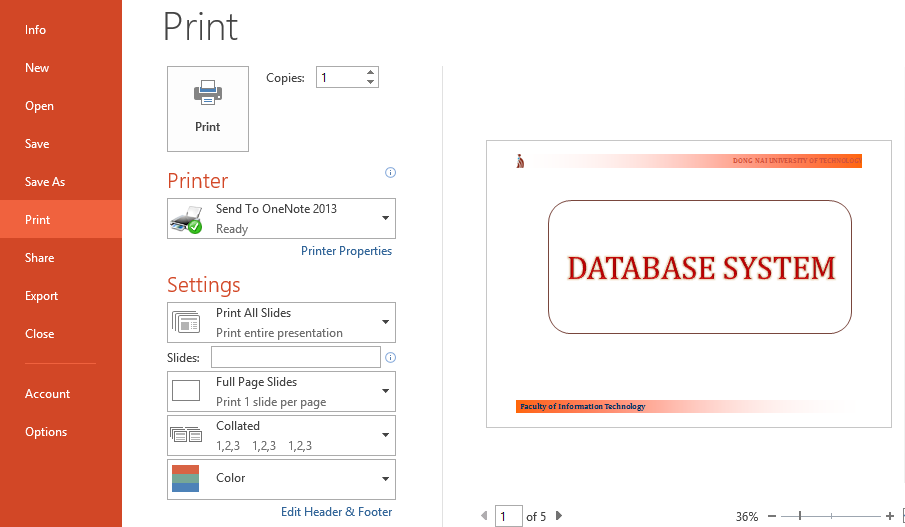 Info
New
Open
Save
Save As
Print
Share
Export
Close
Account
Options
Print
Print
Copies: 1
Printer
Send To OneNote 2013
Ready
Printer Properties
Settings
Print All Slides
Print entire presentation
Slides:
Full Page Slides
Print 1 slide per page
Collated
1,2,3 1,2,3 1,2,3
Color
Edit Header & Footer
DONG NAI UNIVERSITY OF TECHNOLOGY
DATABASE SYSTEM
Faculty of Information Technology
1 of 5
36%